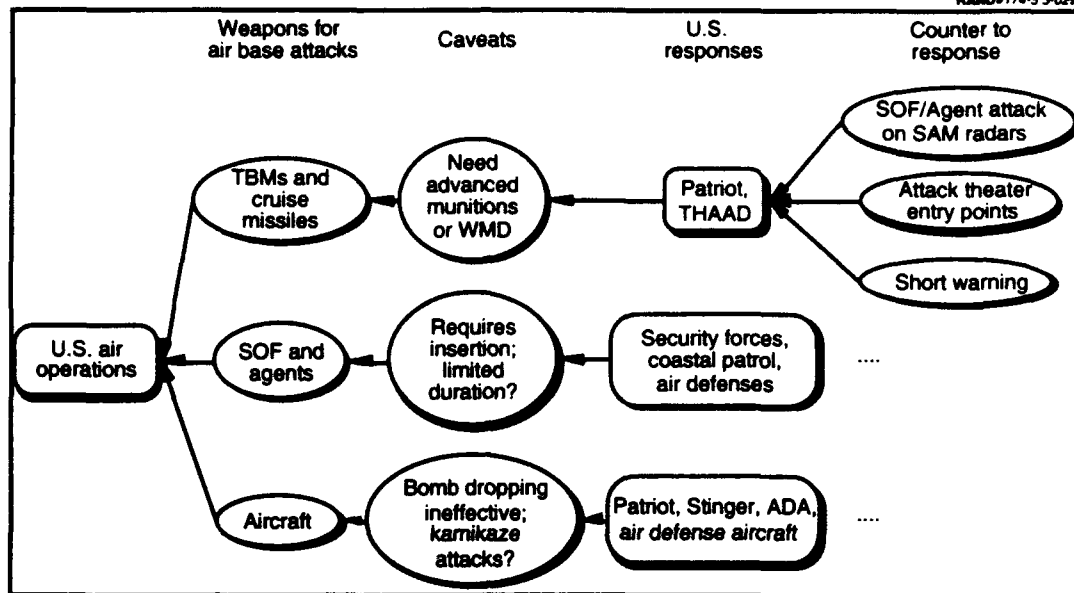 Weapons for
air base attacks
Caveats
U.S.
responses
Counter to
response
SOF/Agent attack
on SAM radars
TBMs and
cruise
missiles
Need
advanced
munitions
or WMD
Patriot,
THAAD
Attack theater
entry points
Short warning
U.S. air
operations
SOF and
agents
Requires
insertion;
limited
duration?
Security forces,
coastal patrol,
air defenses
....
Aircraft
Bomb dropping
ineffective;
kamikaze
attacks?
Patriot, Stinger, ADA,
air defense aircraft
....